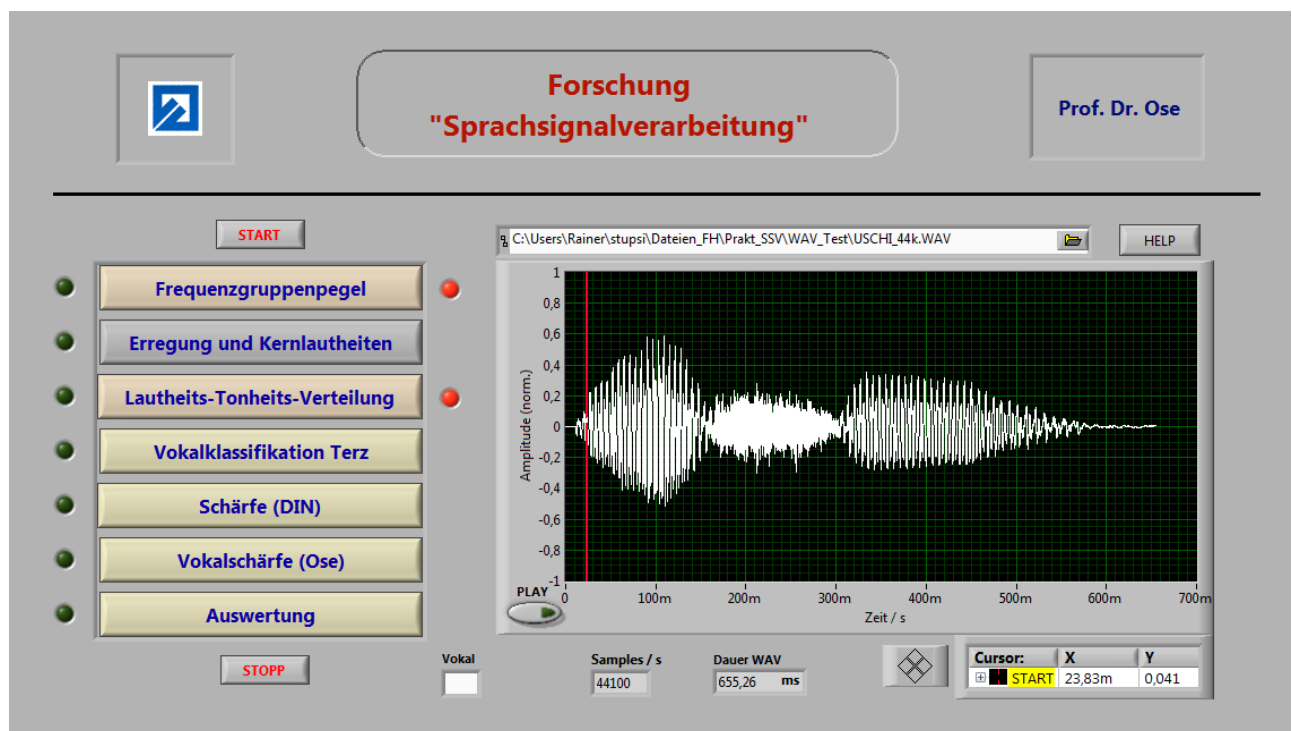 Forschung
"Sprachsignalverarbeitung"
Prof. Dr. Ose
START
C:\Users\Rainer\stupsi\Dateien_FH\Prakt_SSV\WAV_Test\USCHI_44k.WAV
HELP
Frequenzgruppenpegel
Erregung und Kernlautheiten
Lautheits-Tonheits-Verteilung
Vokalklassifikation Terz
Schärfe (DIN)
Vokalschärfe (Ose)
Auswertung
STOPP
Amplitude (norm.)
1
0,8
0,6
0,4
0,2
0
-0,2
-0,4
-0,6
-0,8
-1
PLAY
0 100m 200m 300m 400m 500m 600m 700m
Zeit / s
Vokal
Samples / s
44100
Dauer WAV
655,26 ms
Cursor: X Y
START 23,83m 0,041